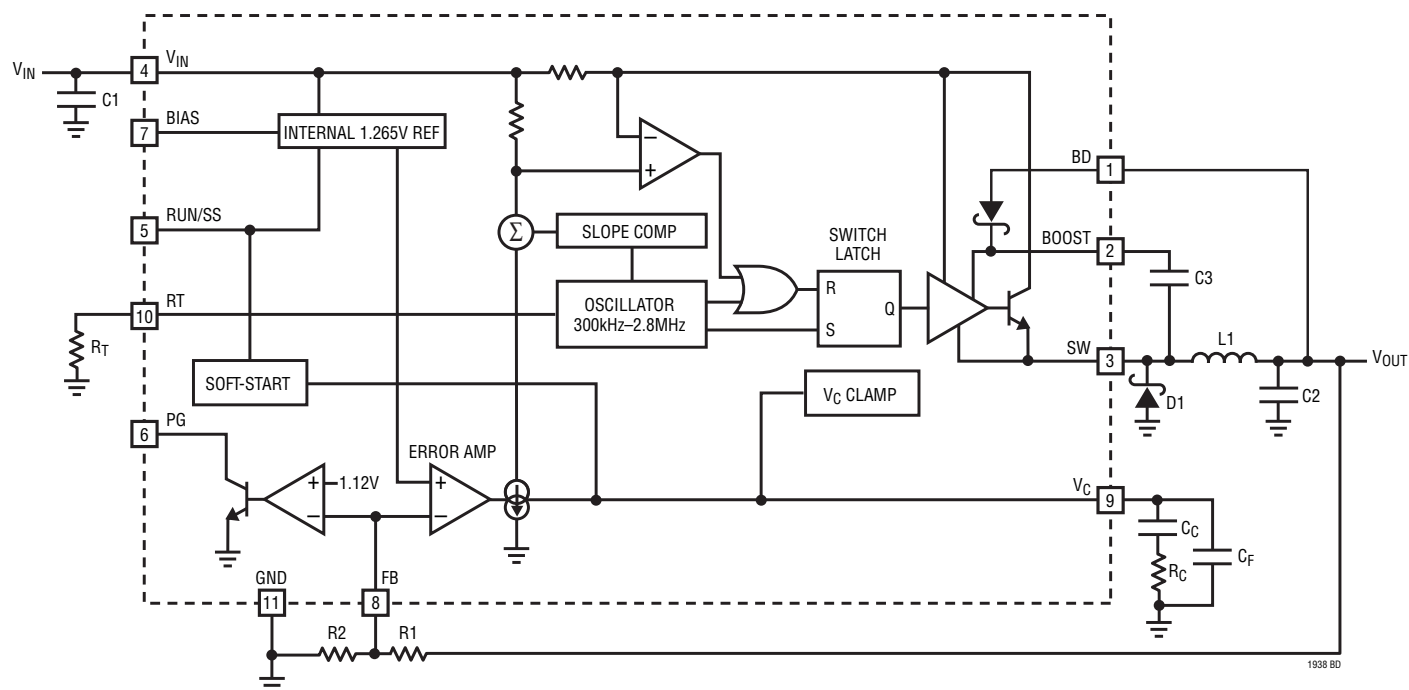 V_IN
C1
4
V_IN
7
BIAS
INTERNAL 1.265V REF
5
RUN/SS
10
RT
R_T
SOFT-START
6
PG
1.12V
+
–
ERROR AMP
+
–
–
+
Σ
SLOPE COMP
OSCILLATOR
300kHz–2.8MHz
SWITCH
LATCH
R
S
Q
V_C CLAMP
BD
1
BOOST
2
C3
SW
3
L1
V_OUT
D1
C2
V_C
9
C_C
R_C
C_F
GND
11
FB
8
R2
R1
1938 BD